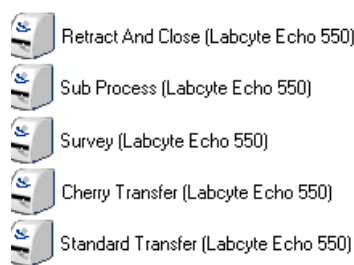 Retract And Close (Labcyte Echo 550)
Sub Process (Labcyte Echo 550)
Survey (Labcyte Echo 550)
Cherry Transfer (Labcyte Echo 550)
Standard Transfer (Labcyte Echo 550)